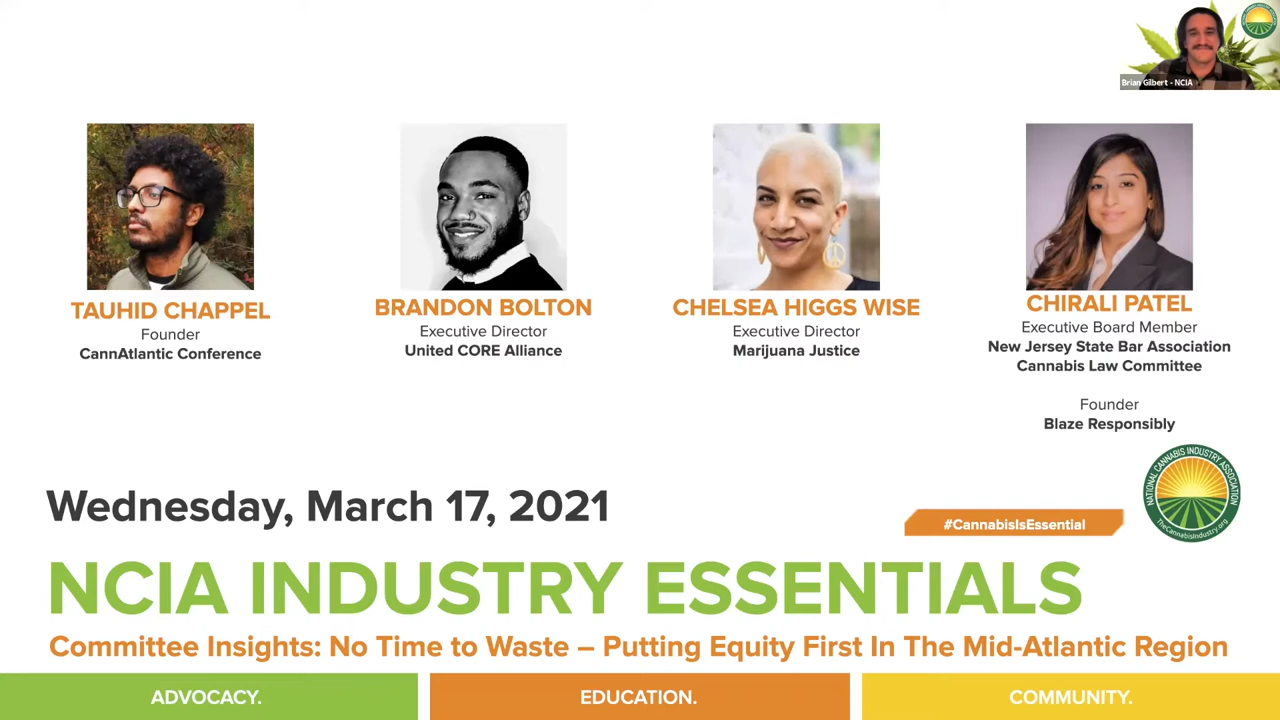 Brian Gilbert - NCIA
TAUHID CHAPPEL
Founder
CannAtlantic Conference
BRANDON BOLTON
Executive Director
United CORE Alliance
CHELSEA HIGGS WISE
Executive Director
Marijuana Justice
CHIRALI PATEL
Executive Board Member
New Jersey State Bar Association
Cannabis Law Committee
Founder
Blaze Responsibly
Wednesday, March 17, 2021
#CannabisIsEssential
NATIONAL CANNABIS INDUSTRY ASSOCIATION
TheCannabisIndustry.org
NCIA INDUSTRY ESSENTIALS
Committee Insights: No Time to Waste – Putting Equity First In The Mid-Atlantic Region
ADVOCACY.
EDUCATION.
COMMUNITY.